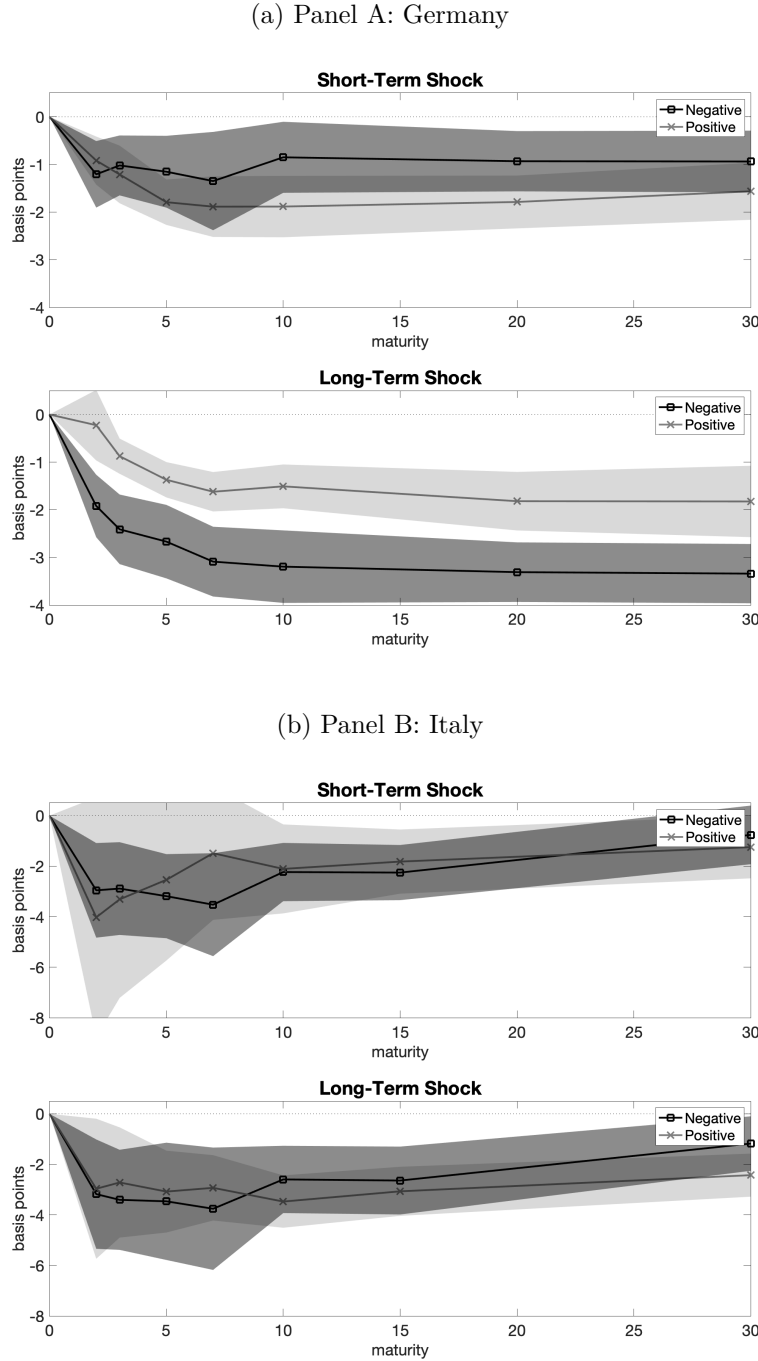 (a) Panel A: Germany
Short-Term Shock
0
-1
-2
-3
-4
basis points
Negative
Positive
0 5 10 15 20 25 30
maturity
Long-Term Shock
0
-1
-2
-3
-4
basis points
Negative
Positive
0 5 10 15 20 25 30
maturity
(b) Panel B: Italy
Short-Term Shock
0
-2
-4
-6
-8
basis points
Negative
Positive
0 5 10 15 20 25 30
maturity
Long-Term Shock
0
-2
-4
-6
-8
basis points
Negative
Positive
0 5 10 15 20 25 30
maturity